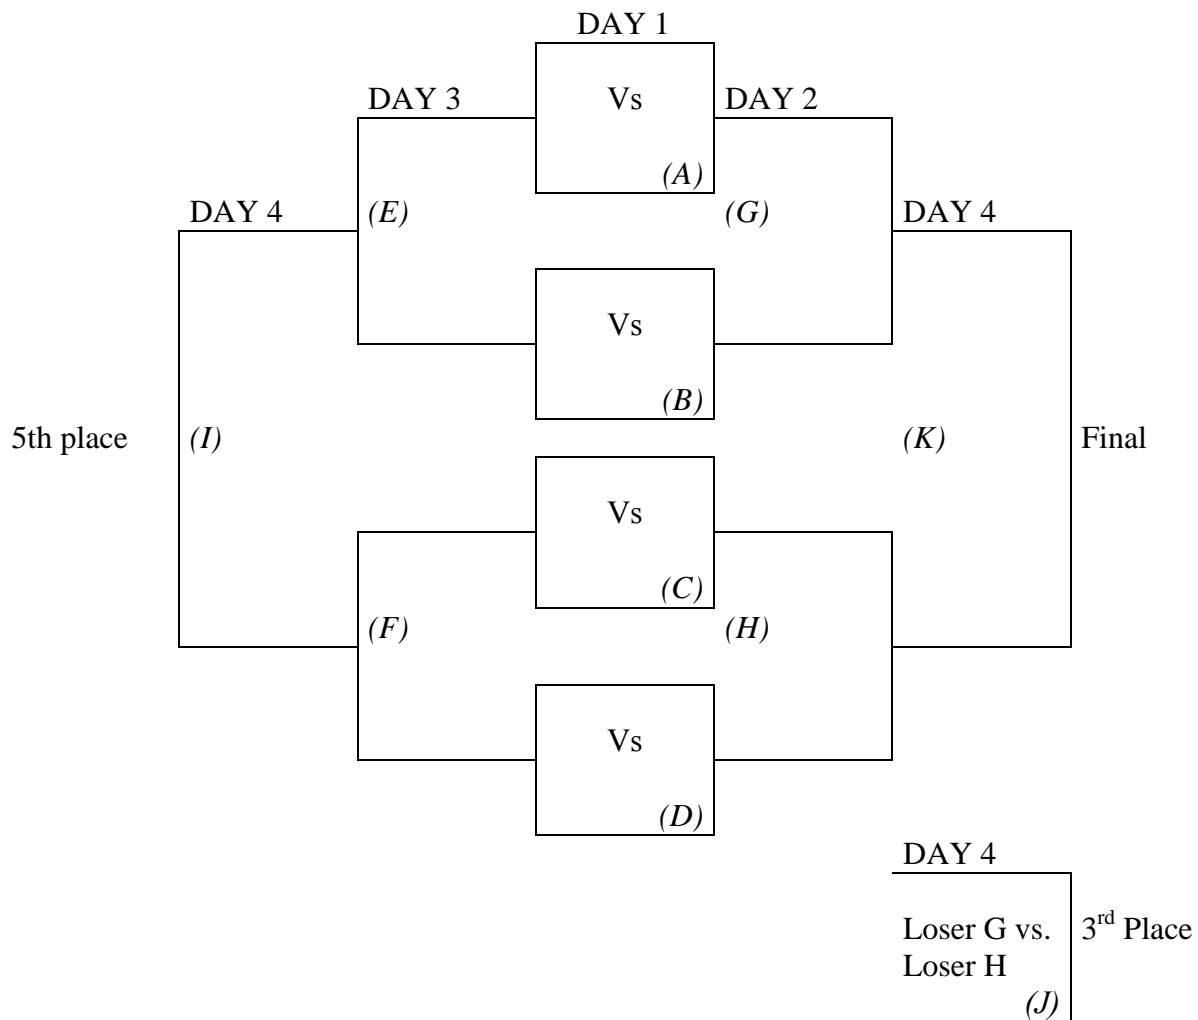 DAY 1
DAY 3
Vs
DAY 2
(A)
DAY 4
(E)
(G)
DAY 4
Vs
(B)
5th place
(I)
(K)
Final
Vs
(C)
(F)
(H)
Vs
(D)
DAY 4
Loser G vs.
Loser H
3rd Place
(J)